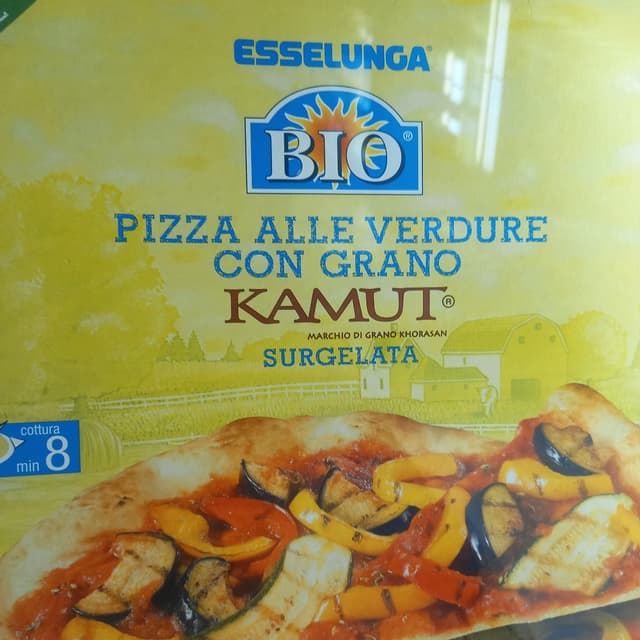 ESSELUNGA®
BIO®
PIZZA ALLE VERDURE
CON GRANO
KAMUT®
MARCHIO DI GRANO KHORASAN
SURGELATA
cottura
min 8